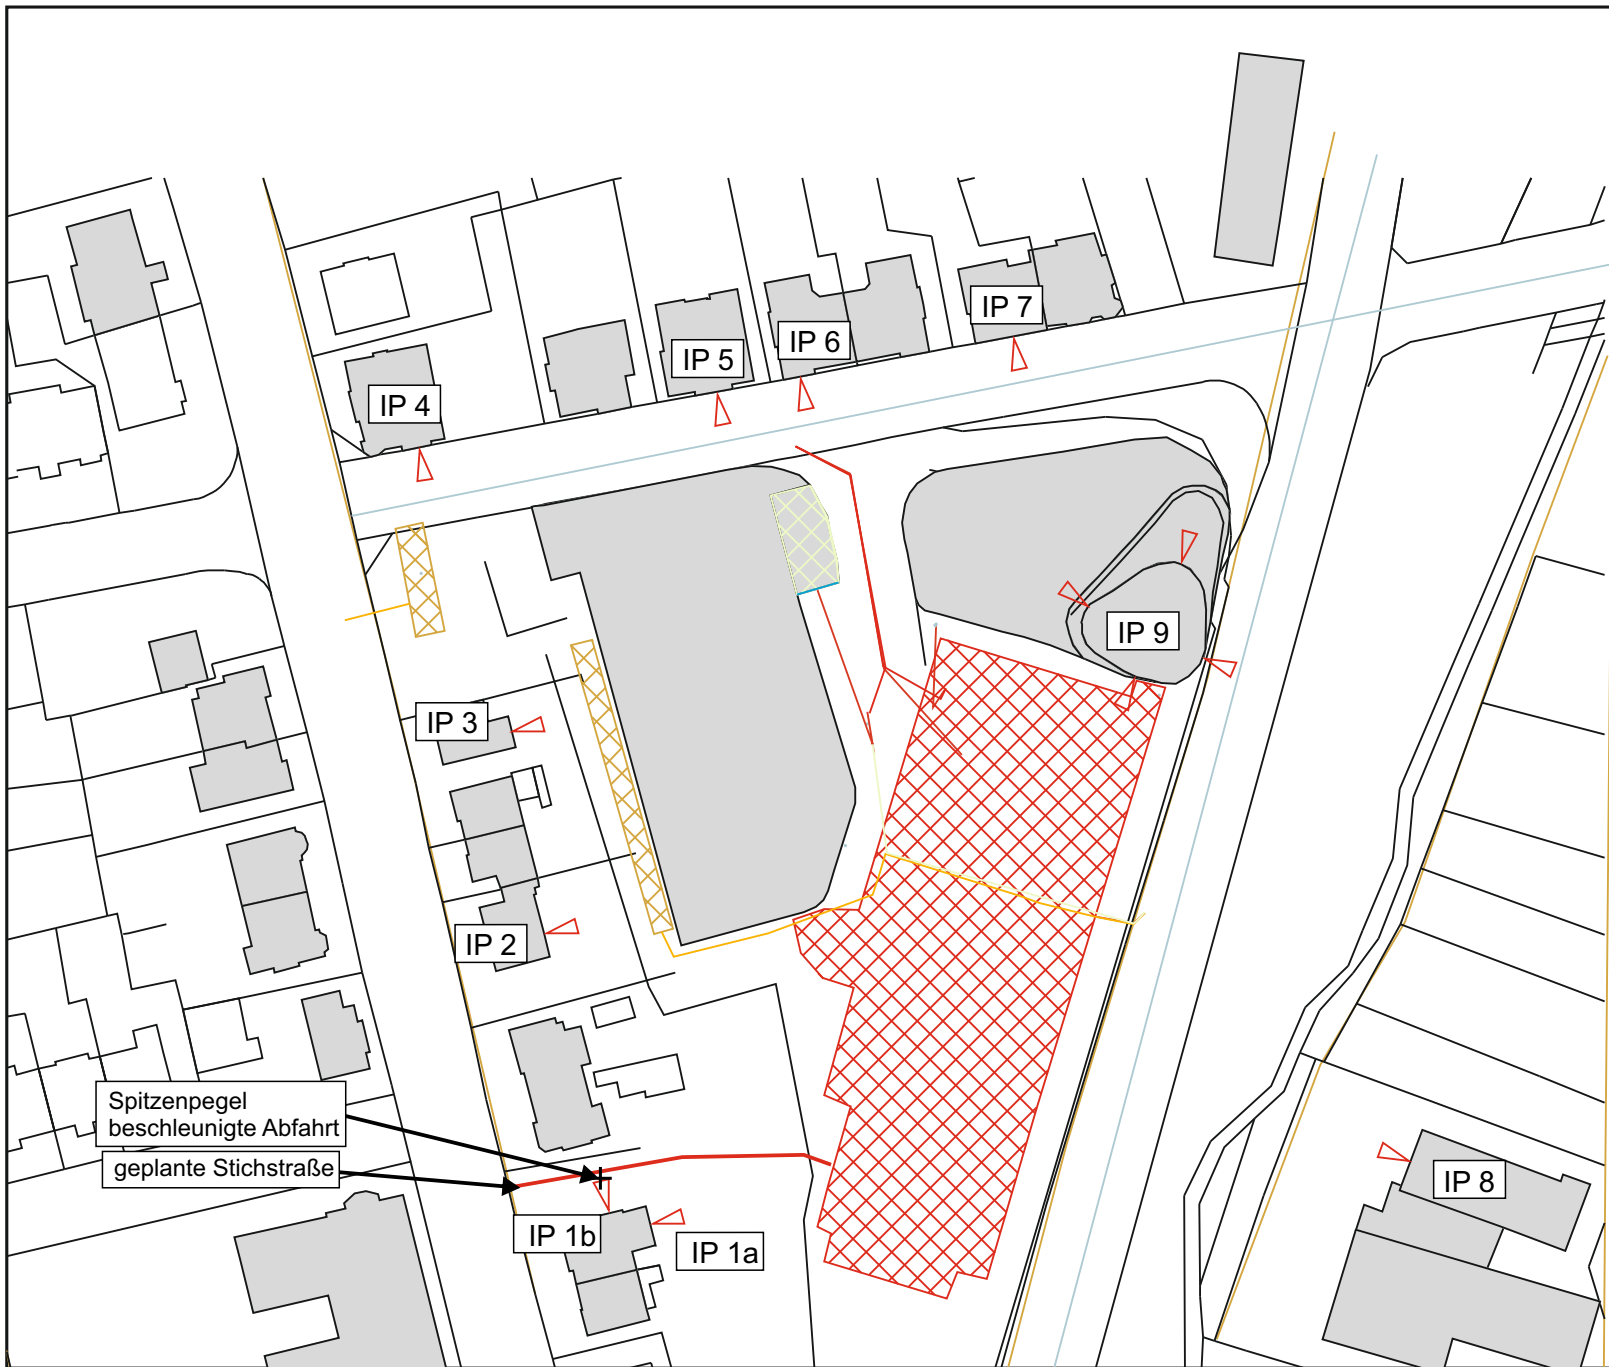 IP 7
IP 6
IP 5
IP 4
IP 9
IP 3
IP 2
Spitzenpegel
beschleunigte Abfahrt
geplante Stichstraße
IP 8
IP 1b
IP 1a